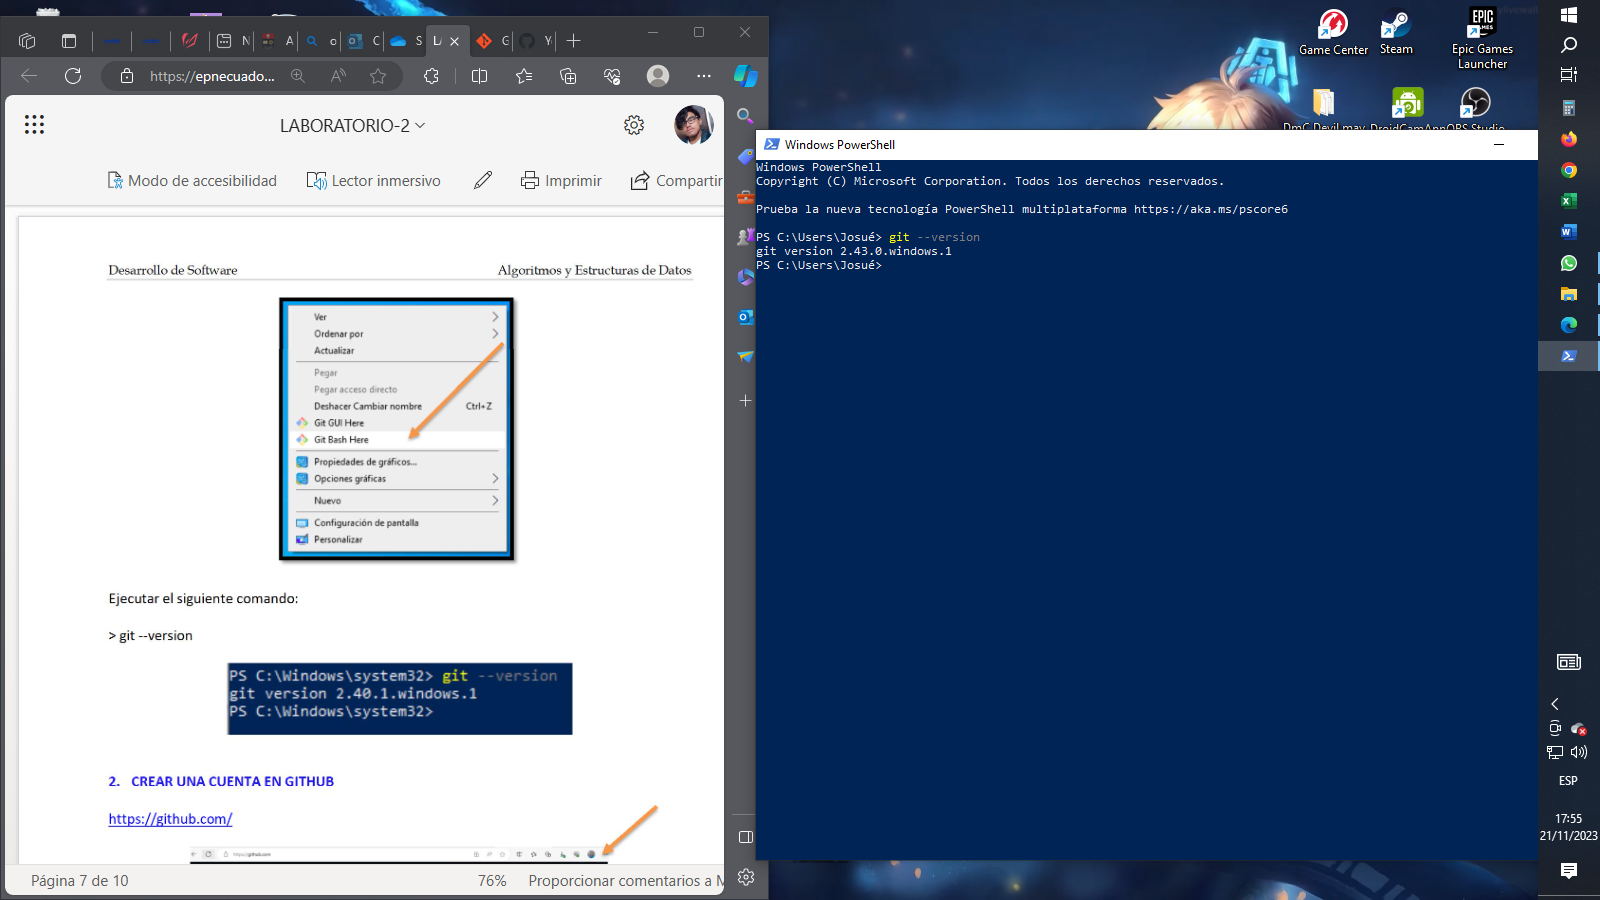 https://epnecuado...
LABORATORIO-2
Modo de accesibilidad
Lector inmersivo
Imprimir
Compartir
Desarrollo de Software
Algoritmos y Estructuras de Datos
Ver
Ordenar por
Actualizar
Pegar
Pegar acceso directo
Deshacer Cambiar nombre Ctrl+Z
Git GUI Here
Git Bash Here
Propiedades de gráficos...
Opciones gráficas
Nuevo
Configuración de pantalla
Personalizar
Ejecutar el siguiente comando:
> git --version
PS C:\Windows\system32> git --version
git version 2.40.1.windows.1
PS C:\Windows\system32>
2. CREAR UNA CUENTA EN GITHUB
https://github.com/
Página 7 de 10
76%
Proporcionar comentarios a M
Game Center
Steam
EPIC
GAMES
Epic Games
Launcher
Windows PowerShell
Windows PowerShell
Copyright (C) Microsoft Corporation. Todos los derechos reservados.
Prueba la nueva tecnología PowerShell multiplataforma https://aka.ms/pscore6
PS C:\Users\Josué> git --version
git version 2.43.0.windows.1
PS C:\Users\Josué>
ESP
17:55
21/11/2023